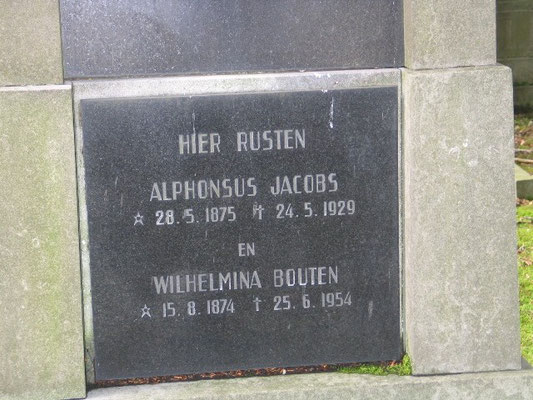 HIER RUSTEN
ALPHONSUS JACOBS
☆ 28.5.1875 † 24.5.1929
EN
WILHELMINA BOUTEN
☆ 15.8.1874 † 25.6.1954